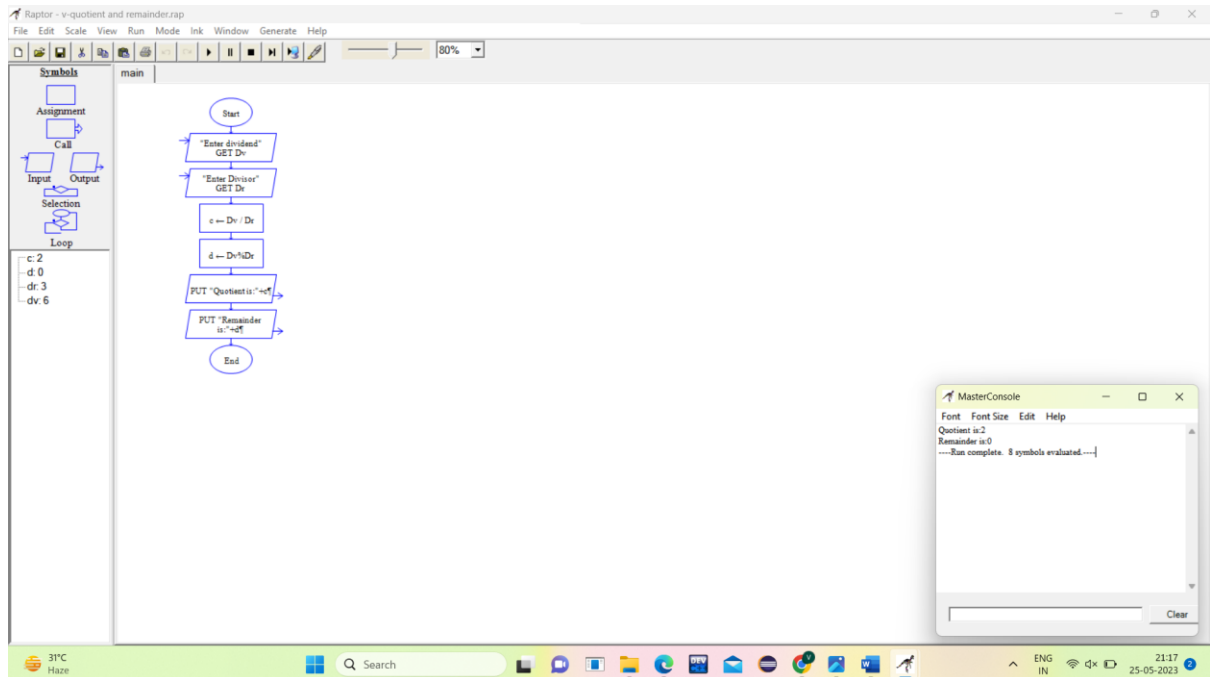 Raptor - v-quotient and remainder.rap
File Edit Scale View Run Mode Ink Window Generate Help
80%
Symbols
main
Assignment
Call
Input Output
Selection
Loop
c: 2
d: 0
dr: 3
dv: 6
Start
"Enter dividend"
GET Dv
"Enter Divisor"
GET Dr
c ← Dv / Dr
d ← Dv%Dr
PUT "Quotient is:"+c¶
PUT "Remainder
is:"+d¶
End
MasterConsole
Font Font Size Edit Help
Quotient is:2
Remainder is:0
----Run complete. 8 symbols evaluated.----
Clear
31°C
Haze
Search
DEV
W
ENG
IN
21:17
25-05-2023
2